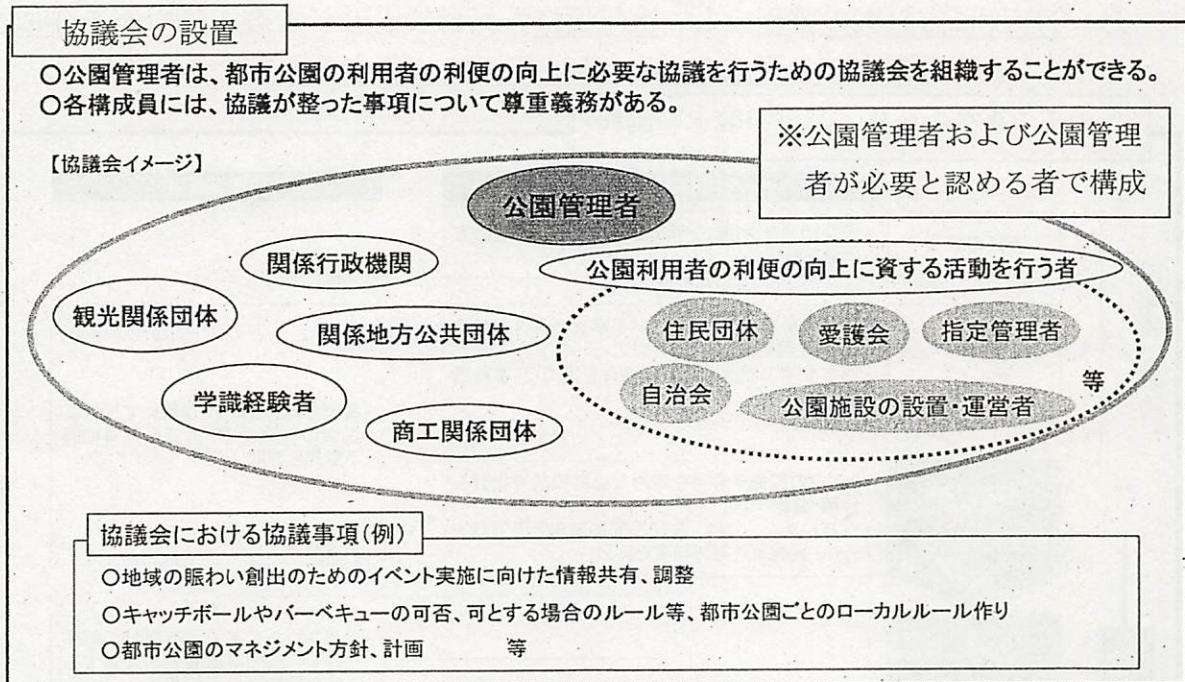 協議会の設置
○公園管理者は、都市公園の利用者の利便の向上に必要な協議を行うための協議会を組織することができる。
○各構成員には、協議が整った事項について尊重義務がある。
※公園管理者および公園管理
者が必要と認める者で構成
【協議会イメージ】
公園管理者
関係行政機関
公園利用者の利便の向上に資する活動を行う者
観光関係団体
関係地方公共団体
住民団体
愛護会
指定管理者
学識経験者
自治会
公園施設の設置・運営者
等
商工関係団体
協議会における協議事項(例)
○地域の賑わい創出のためのイベント実施に向けた情報共有、調整
○キャッチボールやバーベキューの可否、可とする場合のルール等、都市公園ごとのローカルルール作り
○都市公園のマネジメント方針、計画　　　等